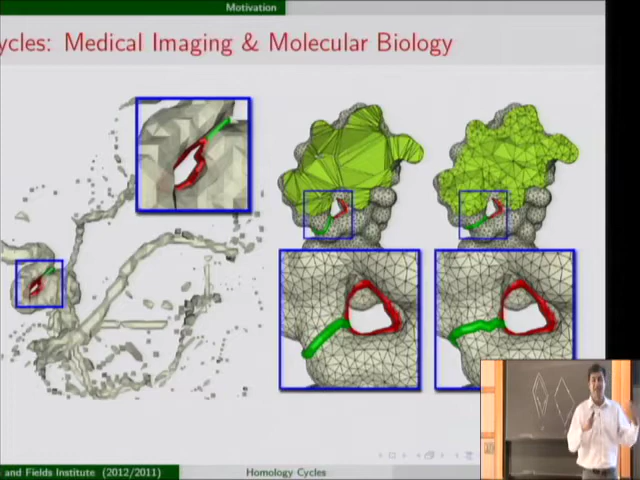 Motivation
ycles: Medical Imaging & Molecular Biology
and Fields Institute (2012/2011)
Homology Cycles